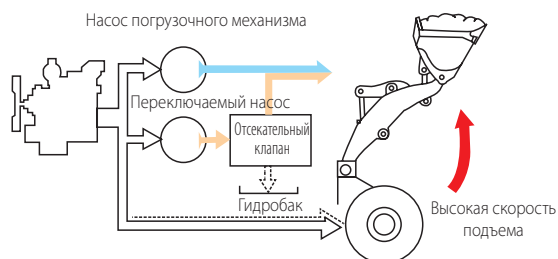 Насос погрузочного механизма
Переключаемый насос
Отсекательный
клапан
Гидробак
Высокая скорость
подъема